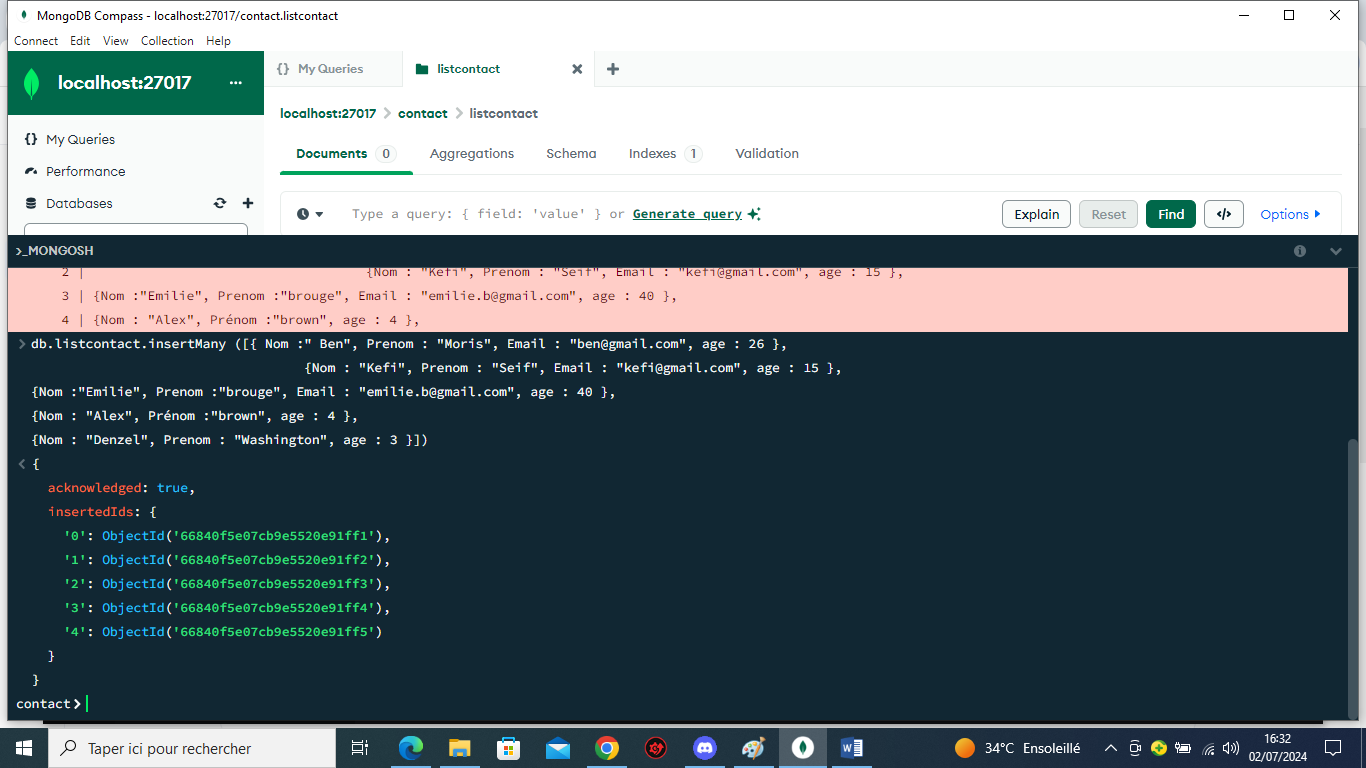 MongoDB Compass - localhost:27017/contact.listcontact
Connect Edit View Collection Help
localhost:27017 ...
{} My Queries
listcontact
localhost:27017 > contact > listcontact
My Queries
Performance
Databases
Documents 0 Aggregations Schema Indexes 1 Validation
Type a query: { field: 'value' } or Generate query
Explain Reset Find </> Options
>_MONGOSH
2 | {Nom : "Kefi", Prenom : "Seif", Email : "kefi@gmail.com", age : 15 },
3 | {Nom :"Emilie", Prenom :"brouge", Email : "emilie.b@gmail.com", age : 40 },
4 | {Nom : "Alex", Prénom :"brown", age : 4 },
> db.listcontact.insertMany ([{ Nom :" Ben", Prenom : "Moris", Email : "ben@gmail.com", age : 26 },
{Nom : "Kefi", Prenom : "Seif", Email : "kefi@gmail.com", age : 15 },
{Nom :"Emilie", Prenom :"brouge", Email : "emilie.b@gmail.com", age : 40 },
{Nom : "Alex", Prénom :"brown", age : 4 },
{Nom : "Denzel", Prenom : "Washington", age : 3 }])
< {
acknowledged: true,
insertedIds: {
'0': ObjectId('66840f5e07cb9e5520e91ff1'),
'1': ObjectId('66840f5e07cb9e5520e91ff2'),
'2': ObjectId('66840f5e07cb9e5520e91ff3'),
'3': ObjectId('66840f5e07cb9e5520e91ff4'),
'4': ObjectId('66840f5e07cb9e5520e91ff5')
}
}
contact>
Taper ici pour rechercher
34°C Ensoleillé
16:32
02/07/2024